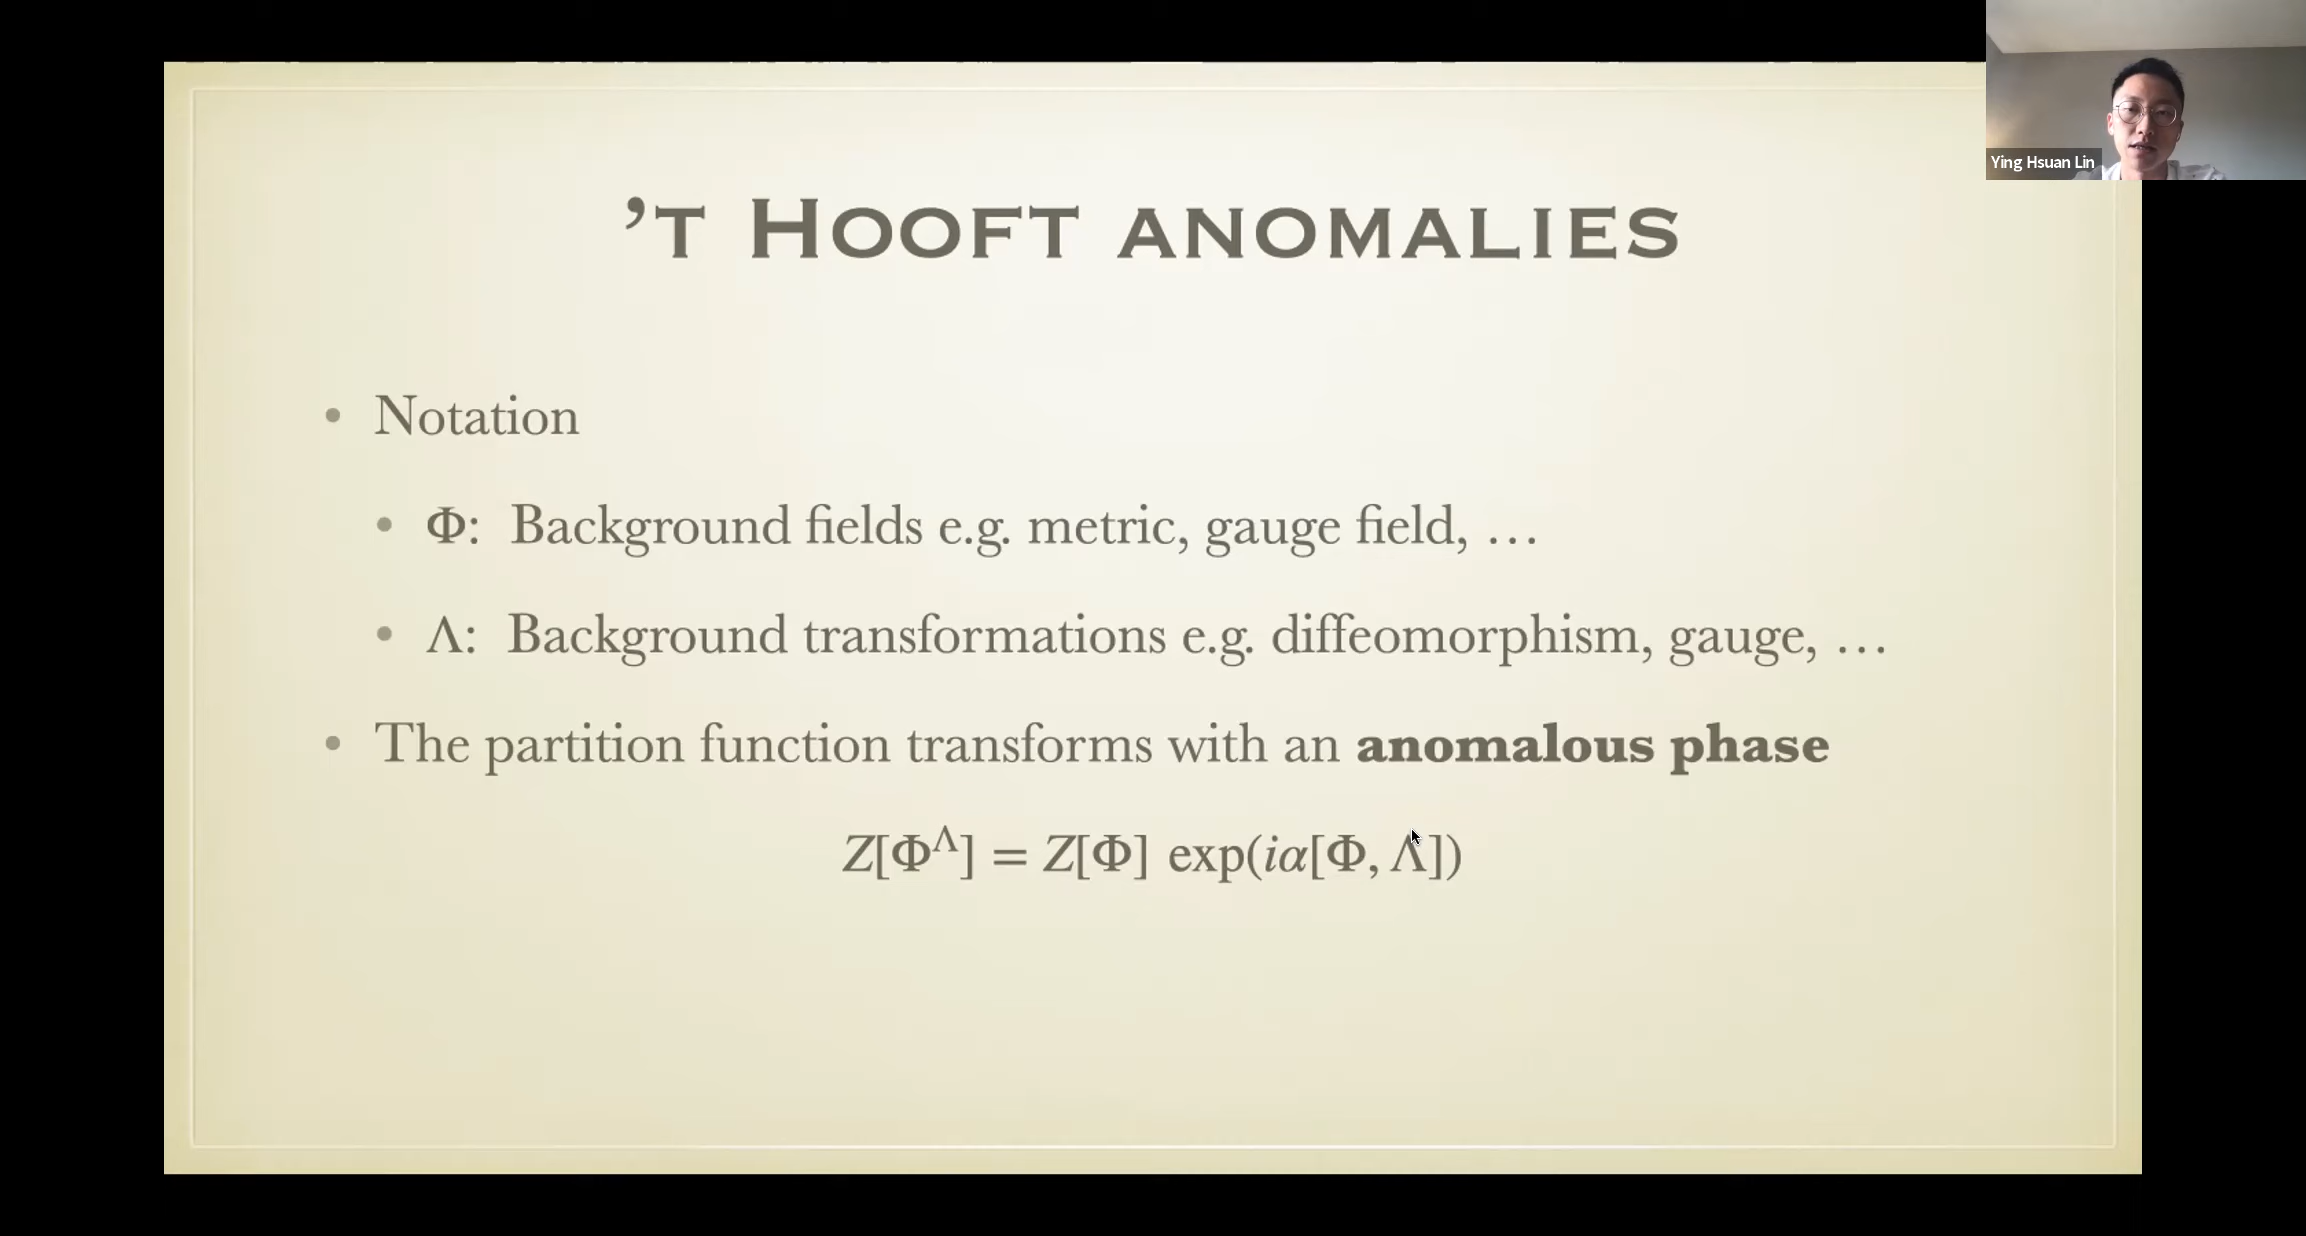 Ying Hsuan Lin
’T HOOFT ANOMALIES
• Notation
• Φ: Background fields e.g. metric, gauge field, …
• Λ: Background transformations e.g. diffeomorphism, gauge, …
• The partition function transforms with an anomalous phase
Z[Φ^Λ] = Z[Φ] exp(iα[Φ, Λ])